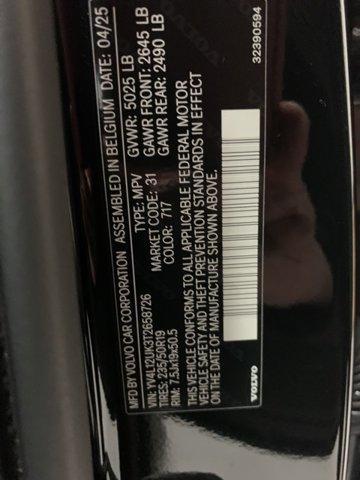 MFD BY VOLVO CAR CORPORATION ASSEMBLED IN BELGIUM DATE: 04/25
VIN: YV4L12UK3T2658726 TYPE: MPV GVWR: 5025 LB
TIRES: 235/50R19 MARKET CODE: 31 GAWR FRONT: 2645 LB
RIM: 7.5Jx19x50.5 COLOR: 717 GAWR REAR: 2490 LB
THIS VEHICLE CONFORMS TO ALL APPLICABLE FEDERAL MOTOR
VEHICLE SAFETY AND THEFT PREVENTION STANDARDS IN EFFECT
ON THE DATE OF MANUFACTURE SHOWN ABOVE.
VOLVO 32390594